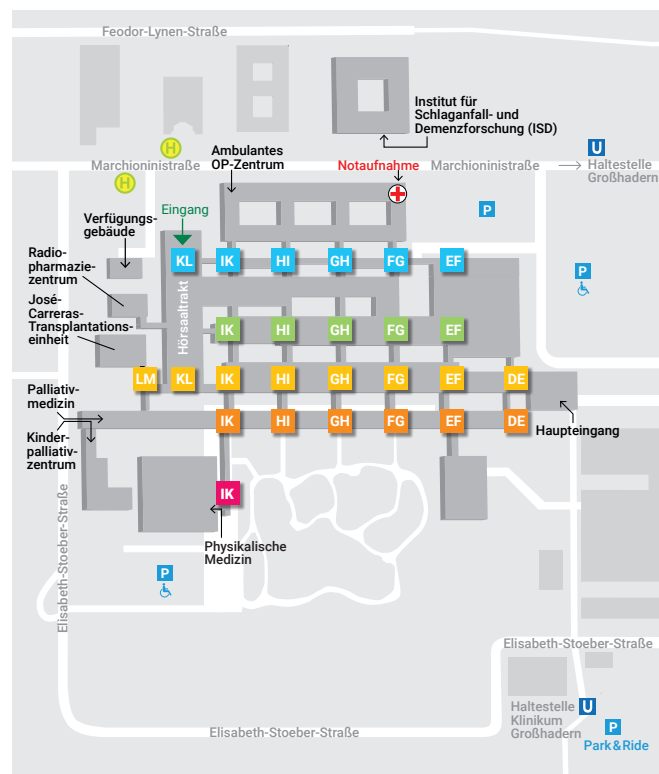 Feodor-Lynen-Straße
Institut für
Schlaganfall- und
Demenzforschung (ISD)
H
Ambulantes
OP-Zentrum
U
Marchioninistraße
Notaufnahme
Marchioninistraße
Haltestelle
Großhadern
H
P
Verfügungs-
gebäude
Eingang
Radio-
pharmazie-
zentrum
KL
IK
HI
GH
FG
EF
P
José-
Carreras-
Transplantations-
einheit
Hörsaaltrakt
IK
HI
GH
FG
EF
LM
KL
IK
HI
GH
FG
EF
DE
Palliativ-
medizin
IK
HI
GH
FG
EF
DE
Haupteingang
Kinder-
palliativ-
zentrum
IK
Elisabeth-Stoeber-Straße
Physikalische
Medizin
P
Elisabeth-Stoeber-Straße
Haltestelle
Klinikum
Großhadern
U
P
Park&Ride
Elisabeth-Stoeber-Straße